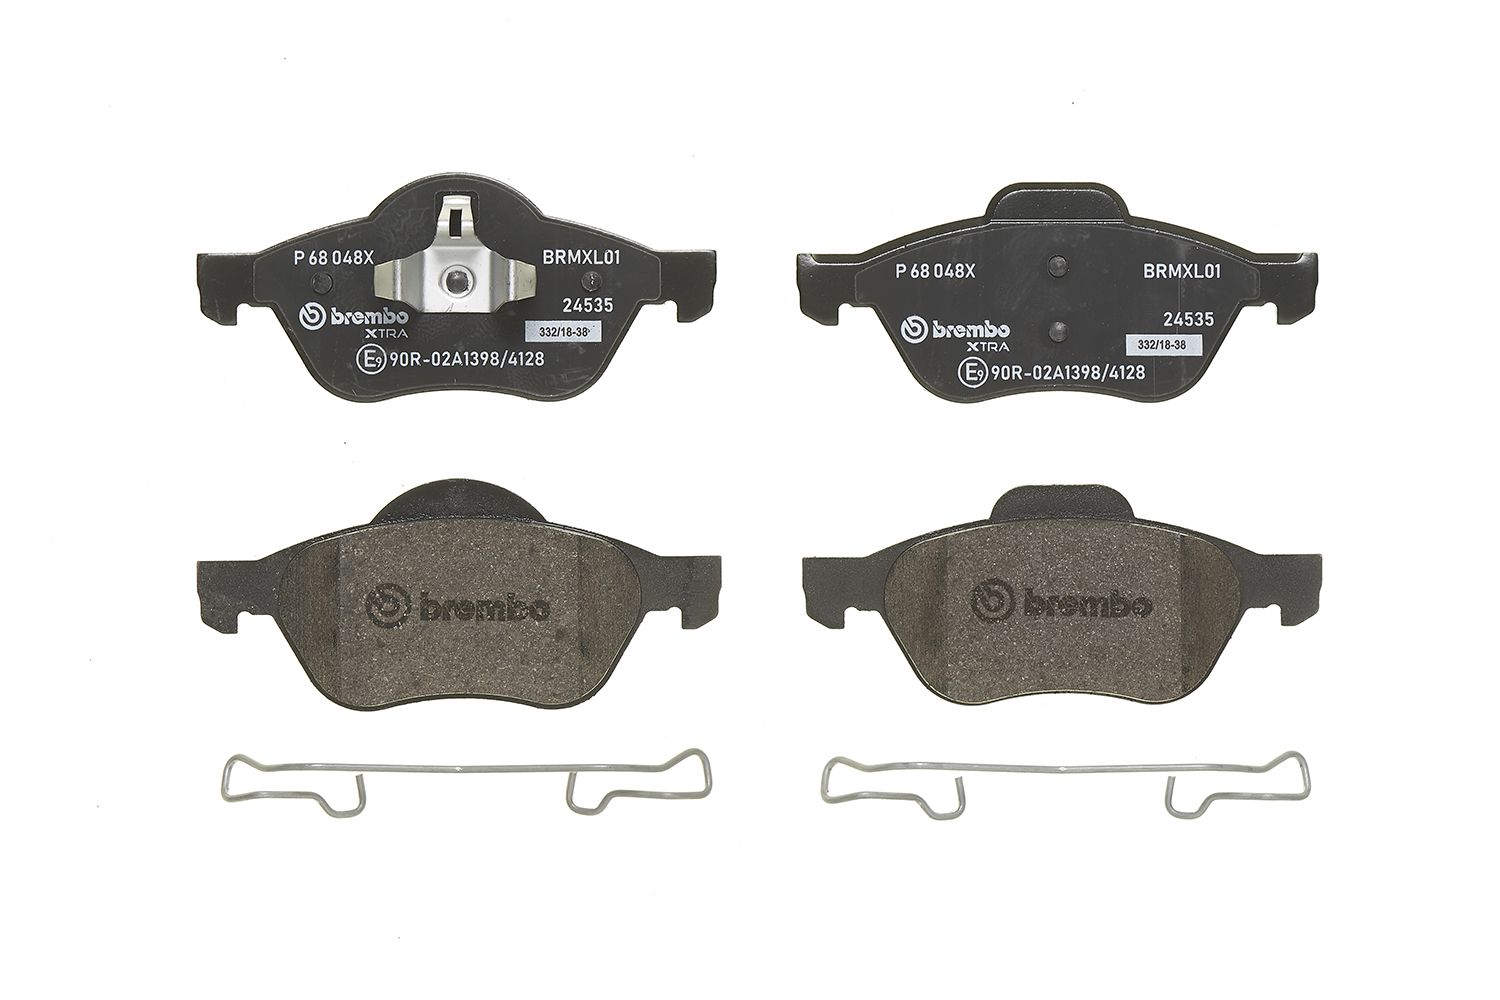 P 68 048X BRMXL01
24535
brembo
XTRA
332/18-38
E9 90R-02A1398/4128
P 68 048X BRMXL01
24535
brembo
XTRA
332/18-38
E9 90R-02A1398/4128
brembo
brembo